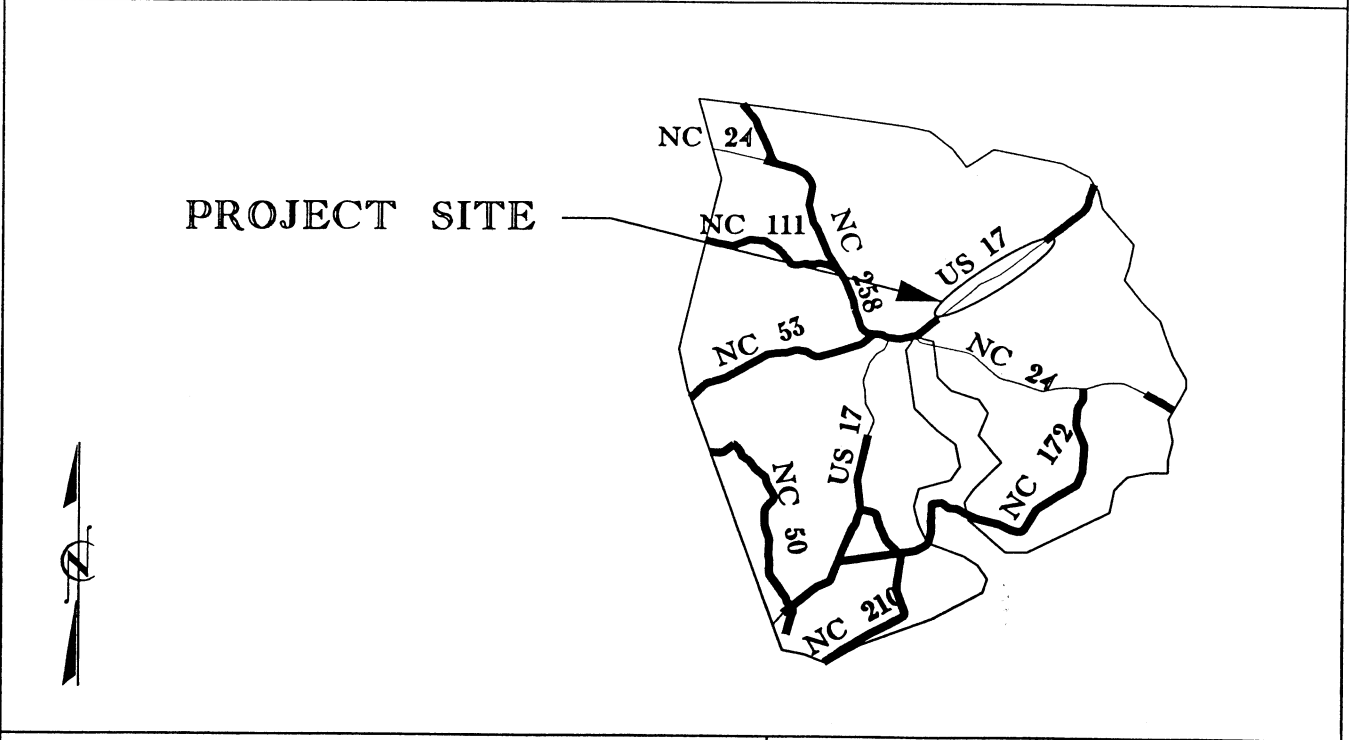 NC 24
PROJECT SITE
NC 111
NC 258
US 17
NC 53
NC 24
US 17
NC 172
NC 50
NC 210
N